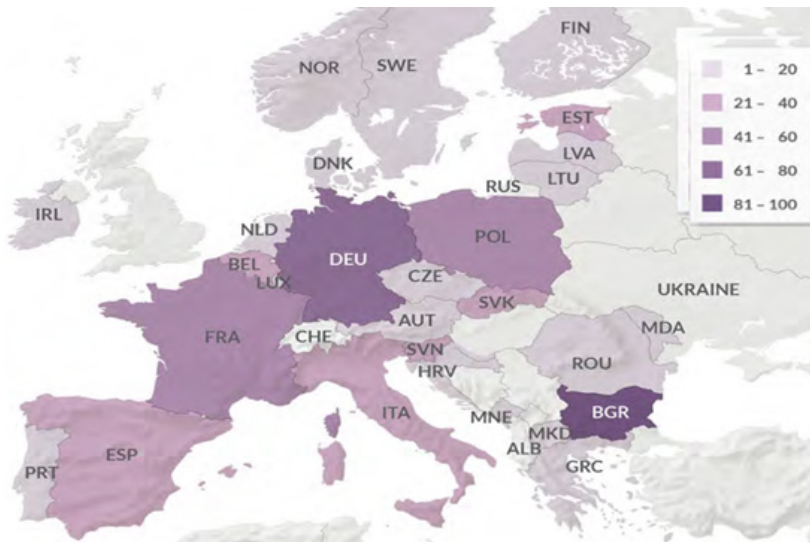 FIN
NOR
SWE
1 – 20
21 – 40
41 – 60
61 – 80
81 – 100
EST
LVA
DNK
LTU
RUS
IRL
NLD
POL
DEU
BEL
CZE
LUX
UKRAINE
SVK
AUT
MDA
FRA
CHE
SVN
ROU
HRV
ITA
BGR
MNE
MKD
ESP
ALB
PRT
GRC